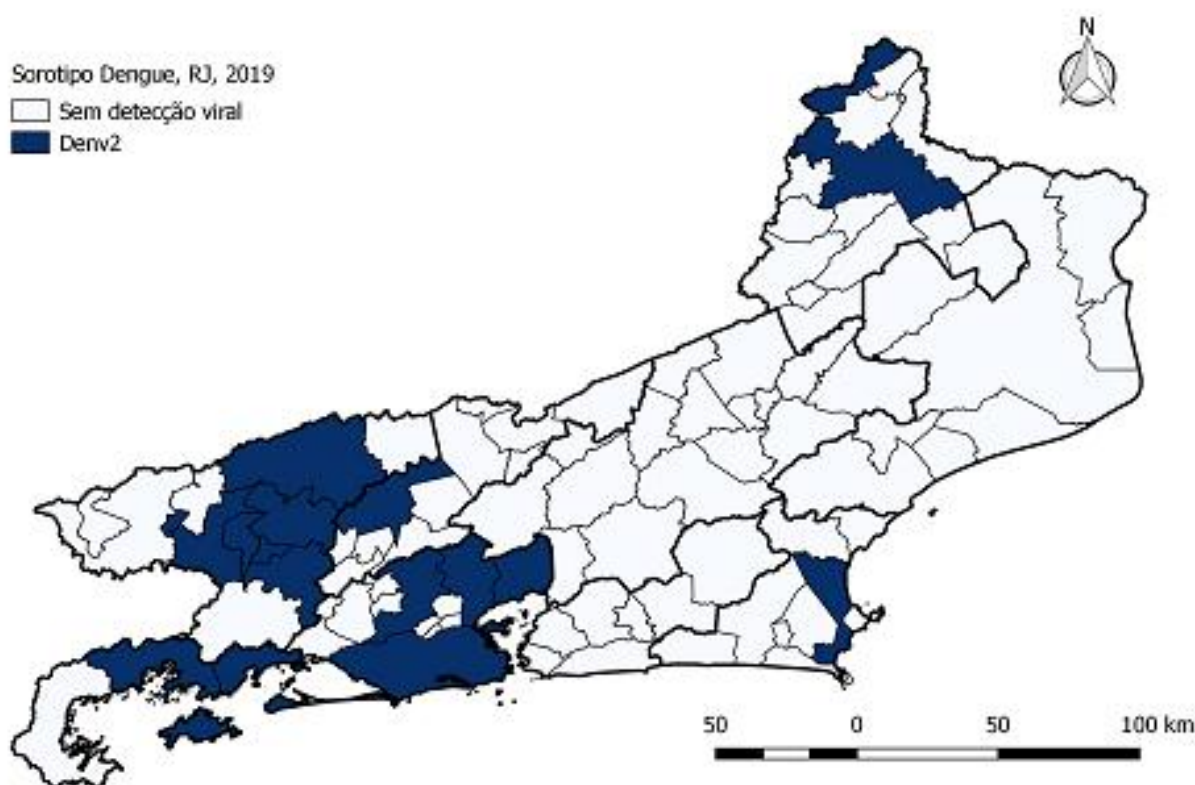 N
Sorotipo Dengue, RJ, 2019
Sem detecção viral
Denv2
50 0 50 100 km